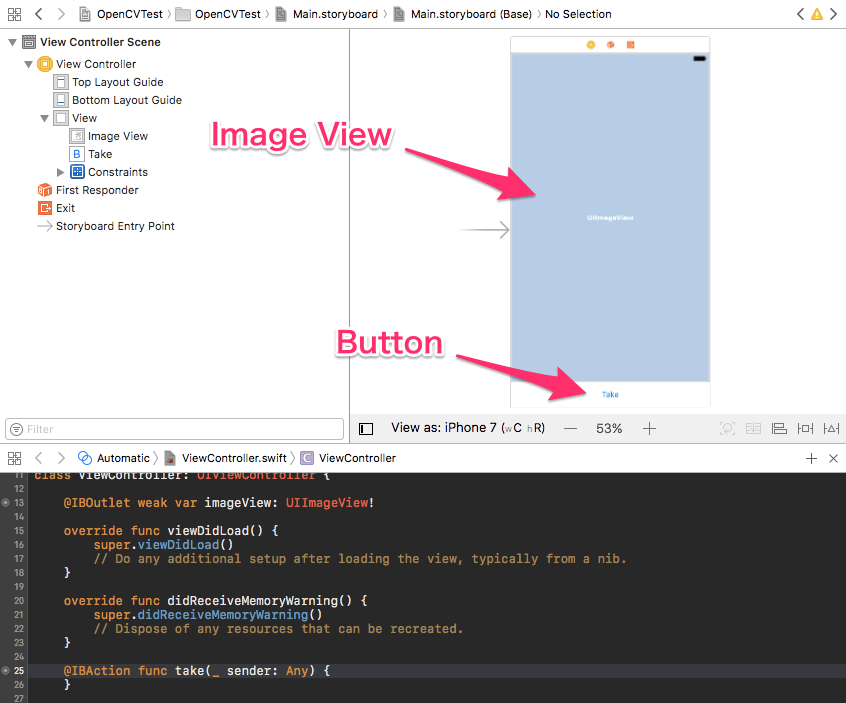 OpenCVTest OpenCVTest Main.storyboard Main.storyboard (Base) No Selection
View Controller Scene
View Controller
Top Layout Guide
Bottom Layout Guide
View
Image View
B Take
Constraints
First Responder
Exit
Storyboard Entry Point
Filter
Image View
UIImageView
Button
Take
View as: iPhone 7 (wC hR) 53%
Automatic ViewController.swift C ViewController
11 class ViewController: UIViewController {
12
13 @IBOutlet weak var imageView: UIImageView!
14
15 override func viewDidLoad() {
16 super.viewDidLoad()
17 // Do any additional setup after loading the view, typically from a nib.
18 }
19
20 override func didReceiveMemoryWarning() {
21 super.didReceiveMemoryWarning()
22 // Dispose of any resources that can be recreated.
23 }
24
25 @IBAction func take(_ sender: Any) {
26 }
27